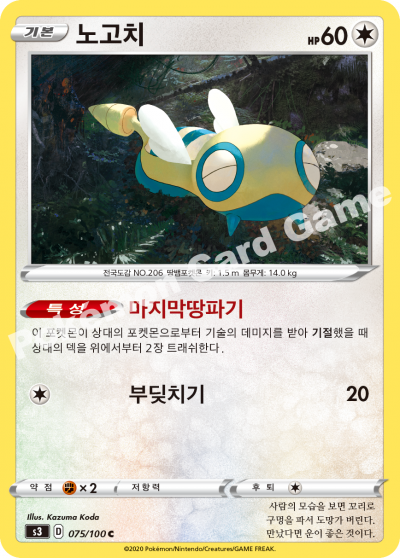 기본 노고치 HP 60
전국도감 NO.206 땅뱀포켓몬 키: 1.5 m 몸무게: 14.0 kg
특성 마지막땅파기
이 포켓몬이 상대의 포켓몬으로부터 기술의 데미지를 받아 기절했을 때
상대의 덱을 위에서부터 2장 트래쉬한다.
부딪치기 20
약점 ×2 저항력 후퇴
Illus. Kazuma Koda
s3 D 075/100 C
사람의 모습을 보면 꼬리로
구멍을 파서 도망가 버린다.
만났다면 운이 좋은 것이다.
©2020 Pokémon/Nintendo/Creatures/GAME FREAK.
Pokémon Card Game